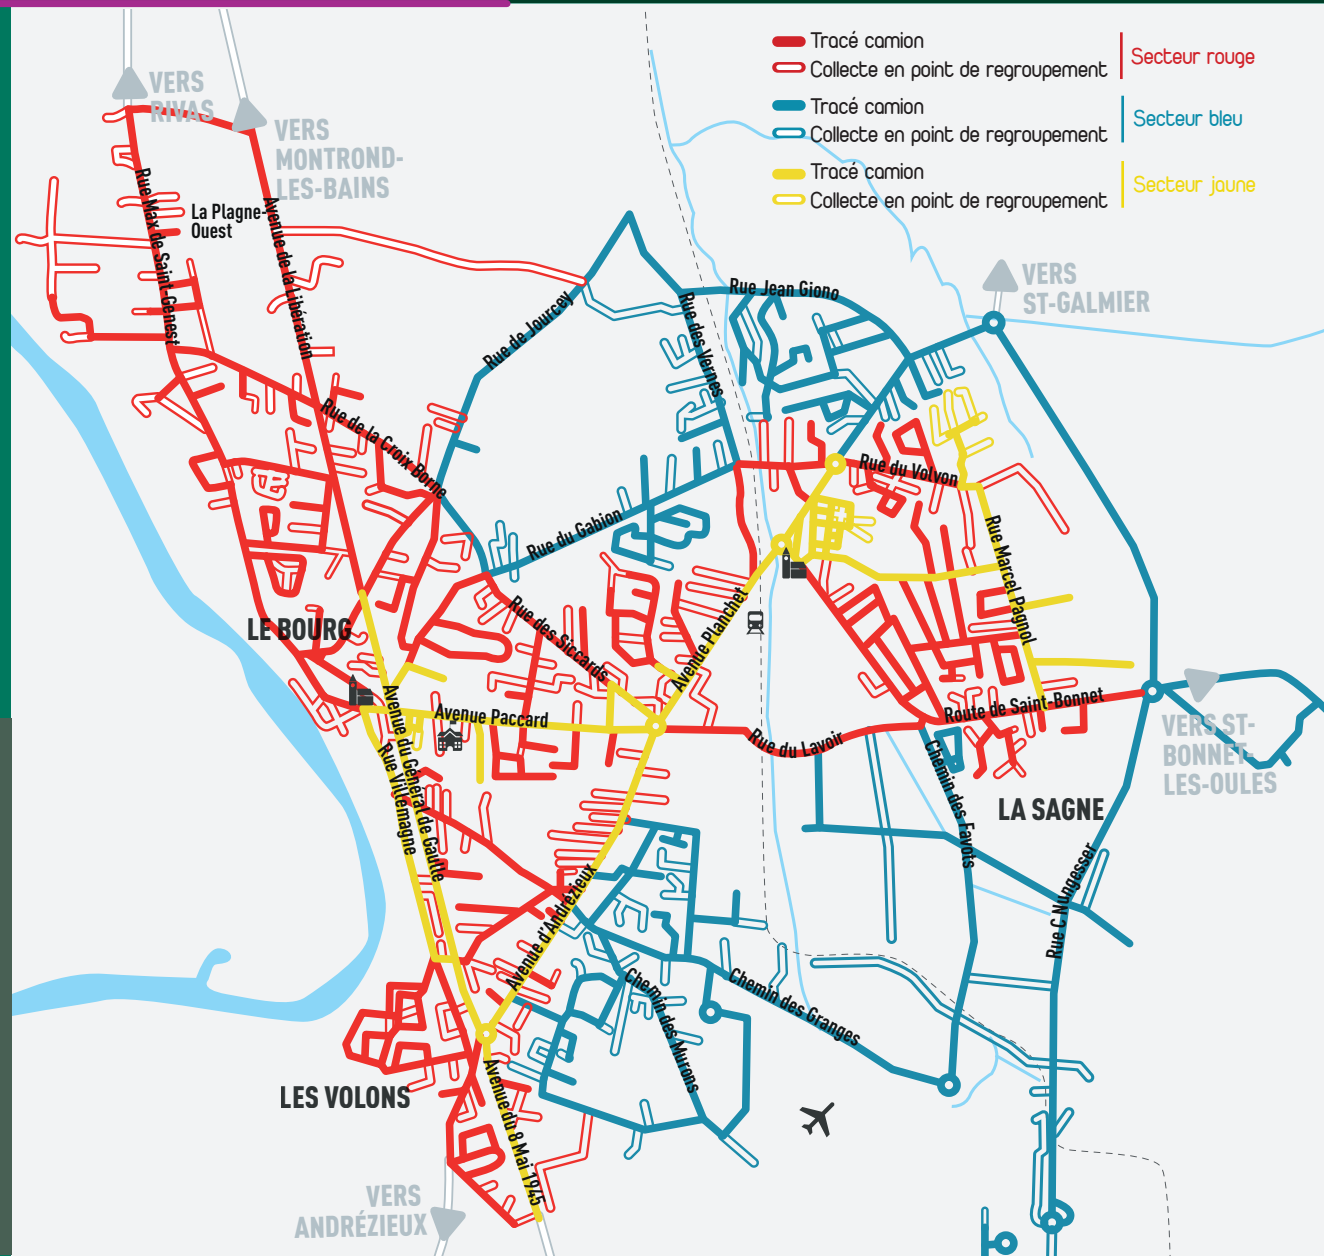 Tracé camion
Collecte en point de regroupement
Secteur rouge
Tracé camion
Collecte en point de regroupement
Secteur bleu
Tracé camion
Collecte en point de regroupement
Secteur jaune
VERS
RIVAS
VERS
MONTROND-
LES-BAINS
La Plagne-
Ouest
Rue Max de Saint-Genest
Avenue de la Libération
VERS
ST-GALMIER
Rue Jean Giono
Rue de Jourcey
Rue des Vernes
Rue de la Croix Borne
Rue du Volvon
Rue du Gabion
Rue Marcel Pagnol
LE BOURG
Rue des Siccards
Avenue Planchet
Avenue Paccard
Route de Saint-Bonnet
Rue du Lavoir
VERS ST-
BONNET-
LES-OULES
Avenue du Général de Gaulle
Rue Villemagne
Chemin des Favots
LA SAGNE
Avenue d'Andrézieux
Rue C Nungesser
Chemin des Murons
Chemin des Granges
LES VOLONS
Avenue du 8 Mai 1945
VERS
ANDRÉZIEUX